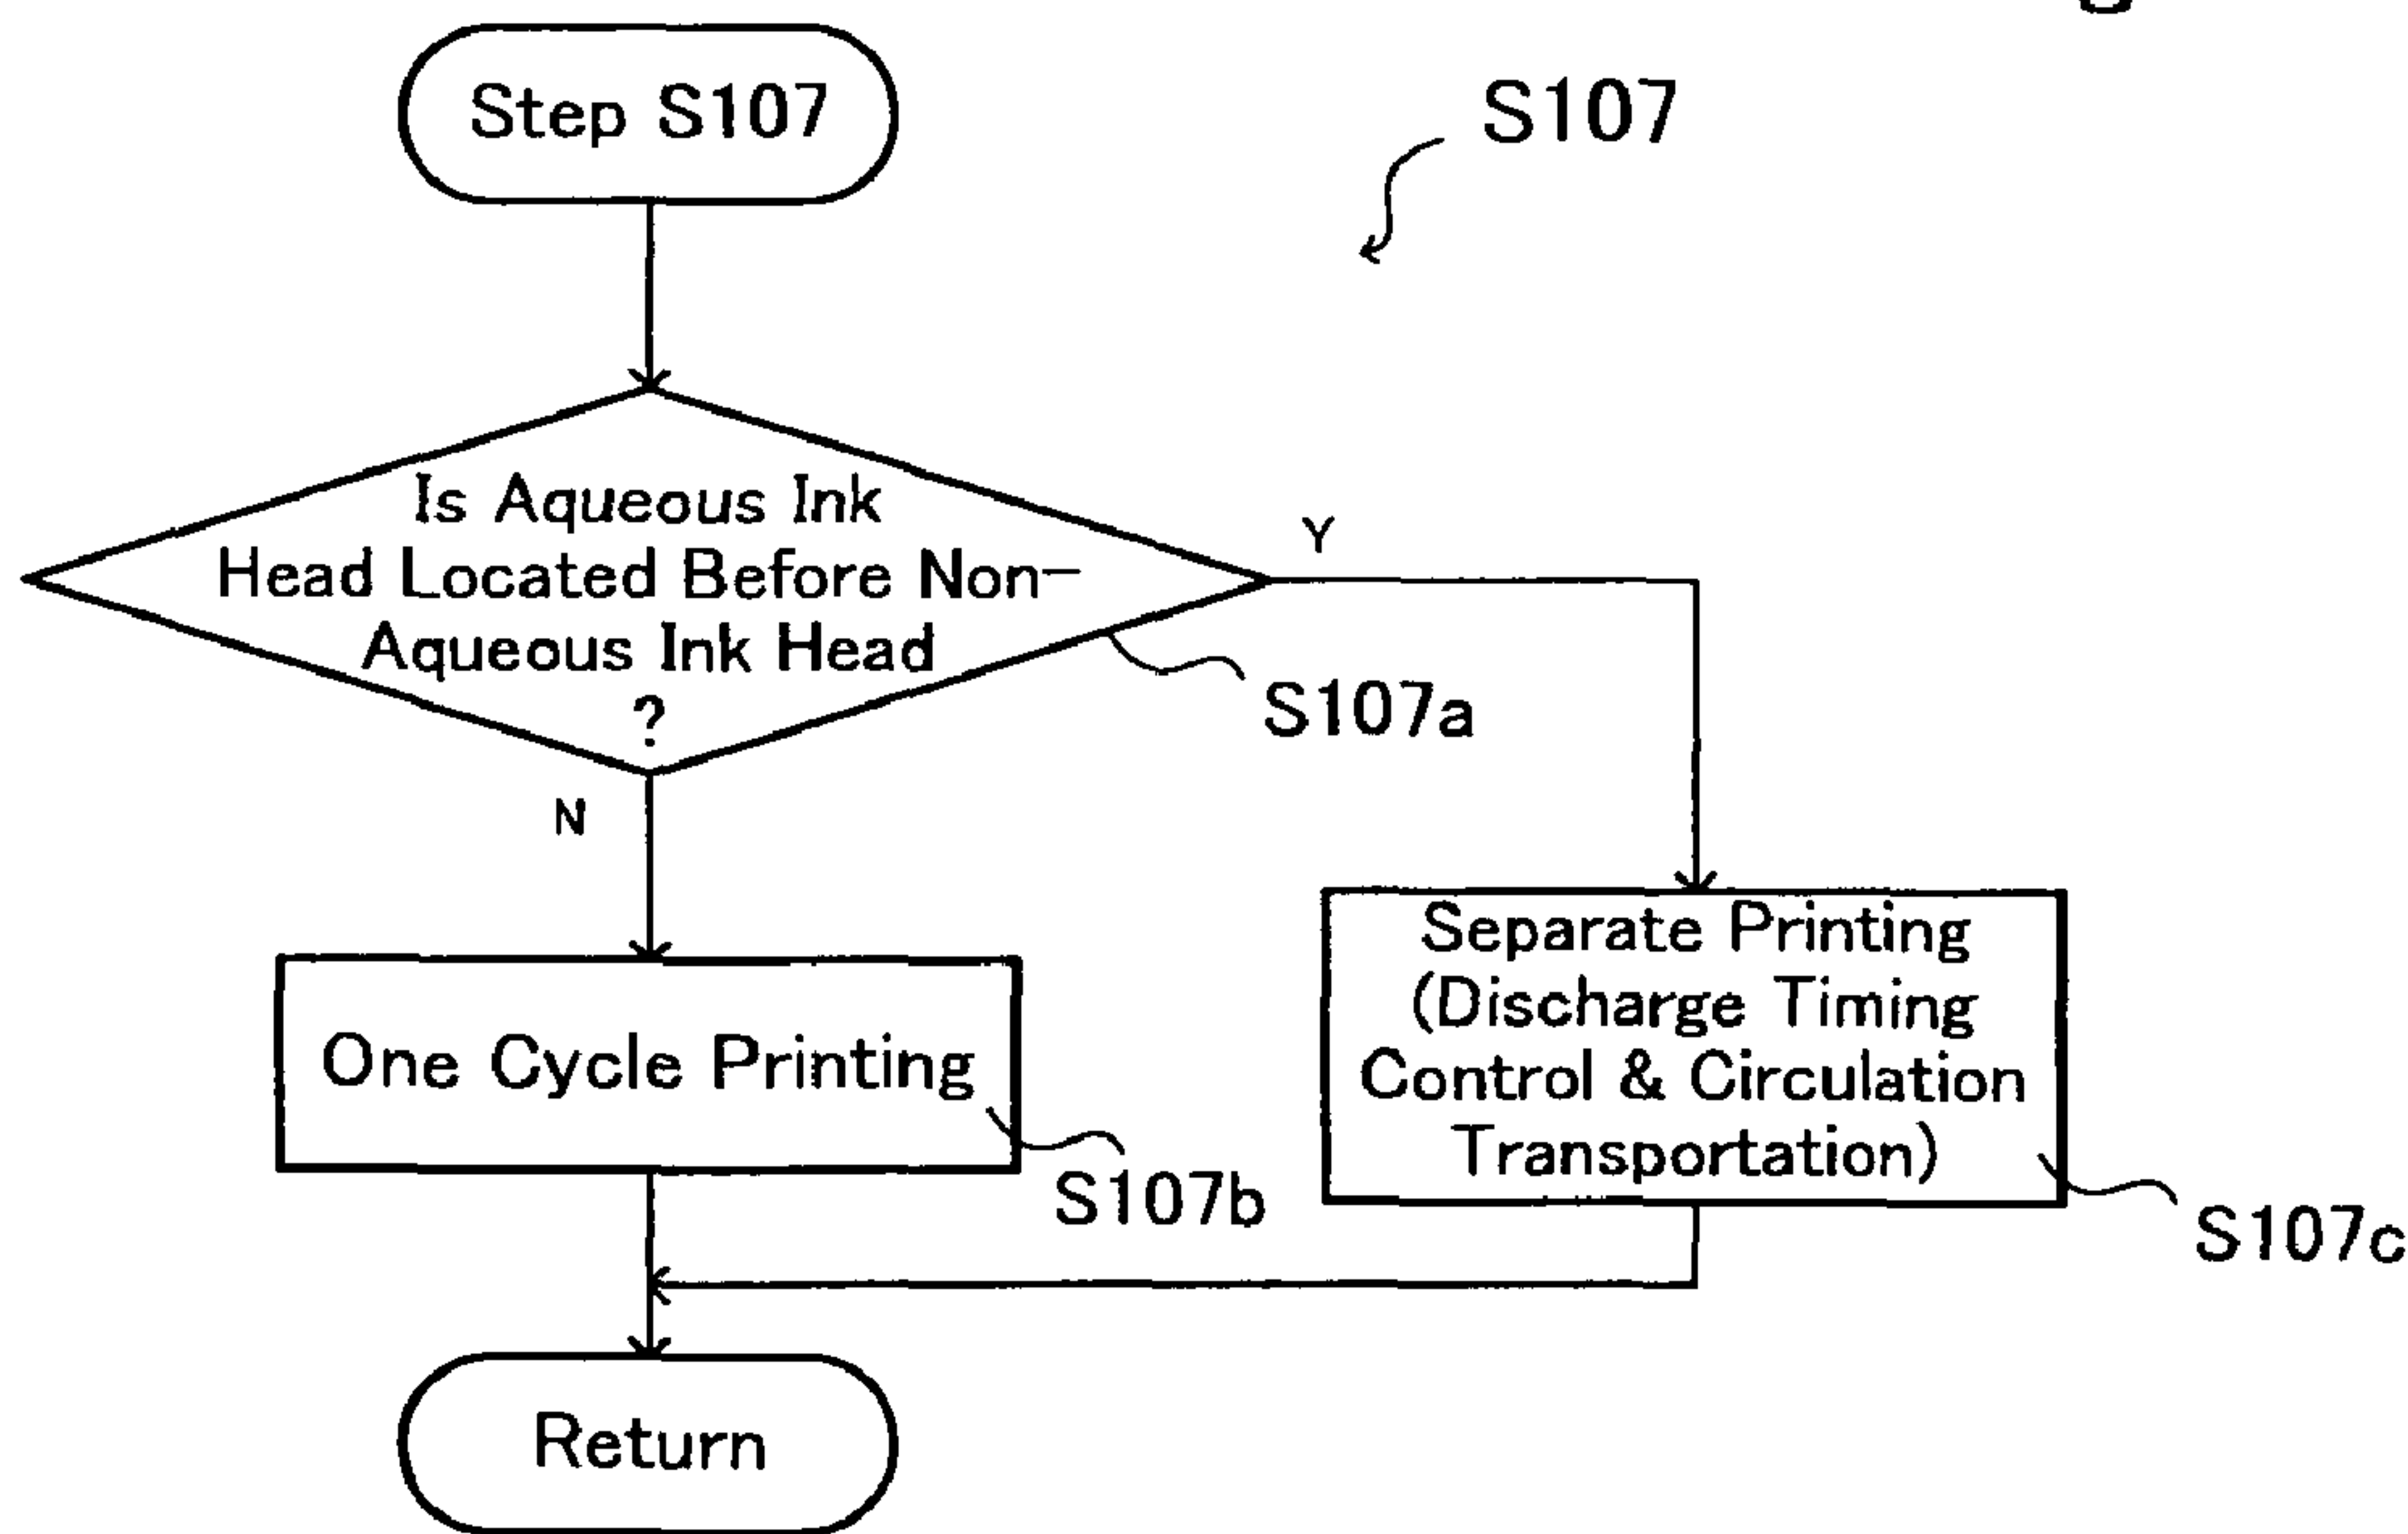 Step S107
S107
Is Aqueous Ink
Head Located Before Non-
Aqueous Ink Head
?
Y
S107a
N
One Cycle Printing
S107b
Separate Printing
(Discharge Timing
Control & Circulation
Transportation)
S107c
Return